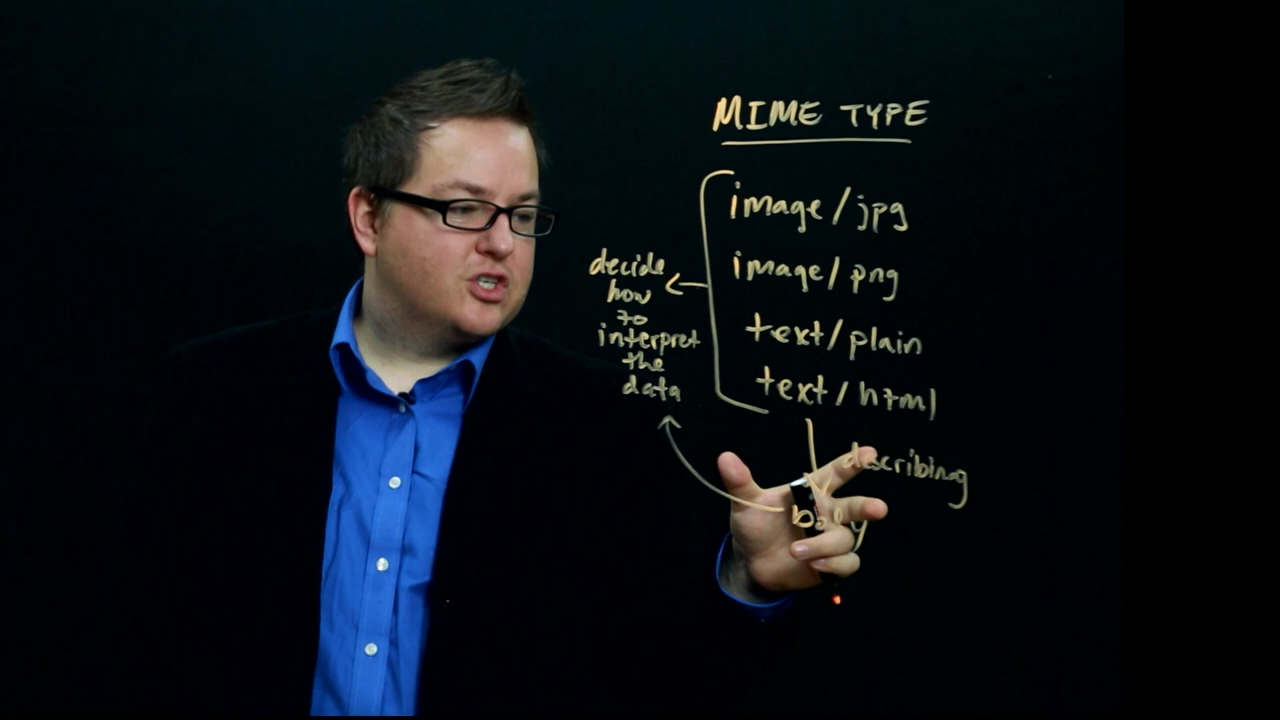 MIME TYPE
image/jpg
image/png
text/plain
text/html
decide
how
to
interpret
the
data
describing